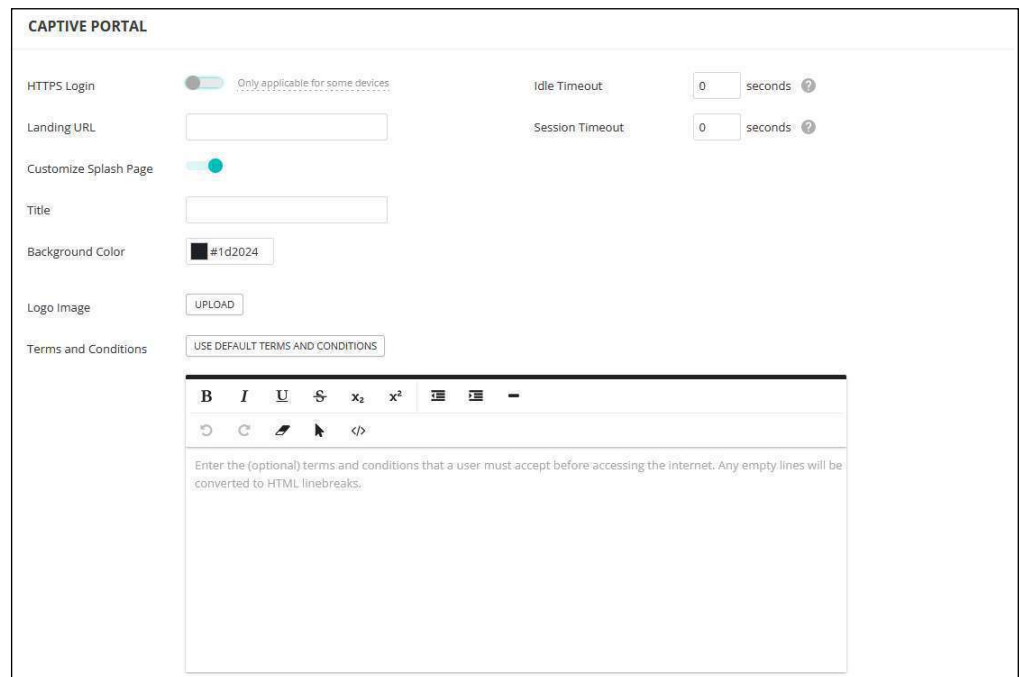 CAPTIVE PORTAL
HTTPS Login
Only applicable for some devices
Idle Timeout
0 seconds ?
Landing URL
Session Timeout
0 seconds ?
Customize Splash Page
Title
Background Color
#1d2024
Logo Image
UPLOAD
Terms and Conditions
USE DEFAULT TERMS AND CONDITIONS
B I U S x₂ x²
</>
Enter the (optional) terms and conditions that a user must accept before accessing the internet. Any empty lines will be
converted to HTML linebreaks.